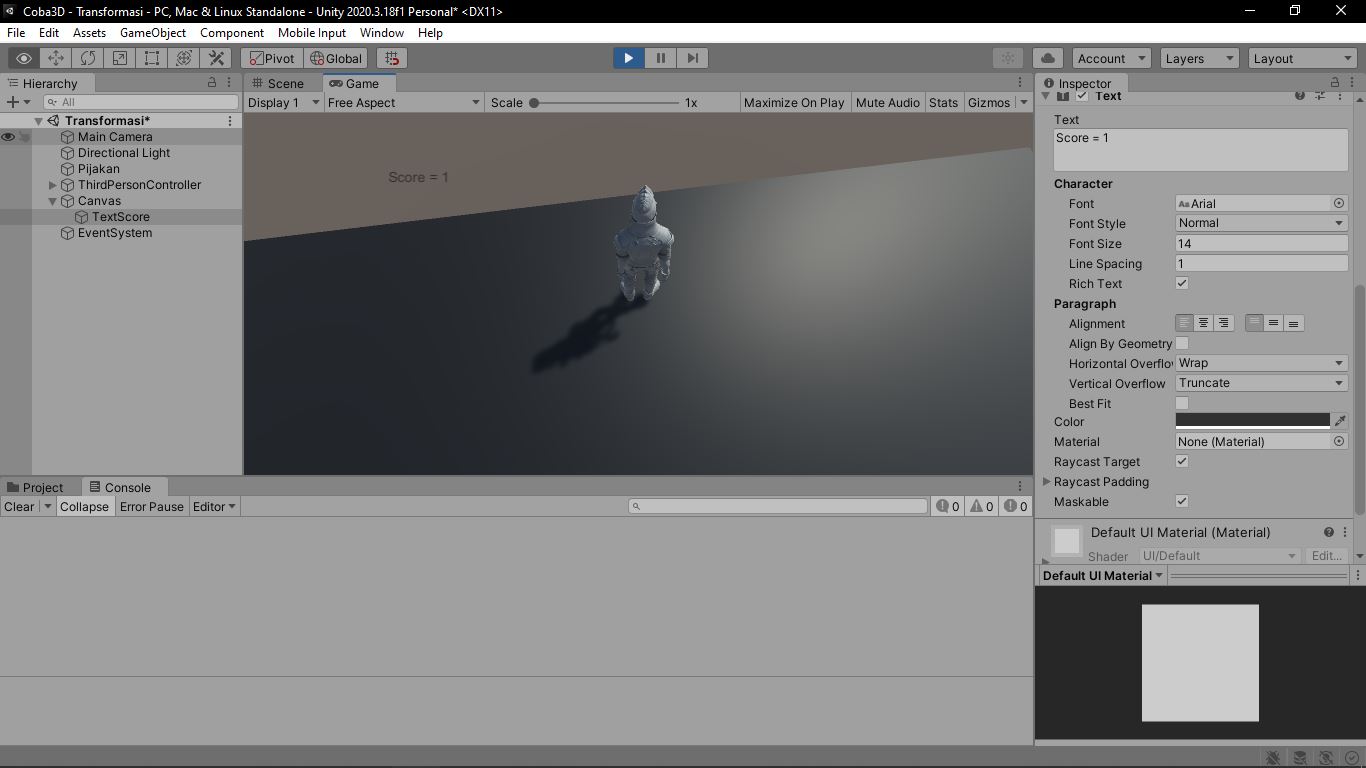 Coba3D - Transformasi - PC, Mac & Linux Standalone - Unity 2020.3.18f1 Personal* <DX11>
File Edit Assets GameObject Component Mobile Input Window Help
Pivot Global Account Layers Layout
Hierarchy
All
Transformasi*
Main Camera
Directional Light
Pijakan
ThirdPersonController
Canvas
TextScore
EventSystem
Scene Game
Display 1 Free Aspect Scale 1x Maximize On Play Mute Audio Stats Gizmos
Score = 1
Project Console
Clear Collapse Error Pause Editor 0 0 0
Inspector
Text
Text
Score = 1
Character
Font Arial
Font Style Normal
Font Size 14
Line Spacing 1
Rich Text
Paragraph
Alignment
Align By Geometry
Horizontal Overflo Wrap
Vertical Overflow Truncate
Best Fit
Color
Material None (Material)
Raycast Target
Raycast Padding
Maskable
Default UI Material (Material)
Shader UI/Default Edit...
Default UI Material